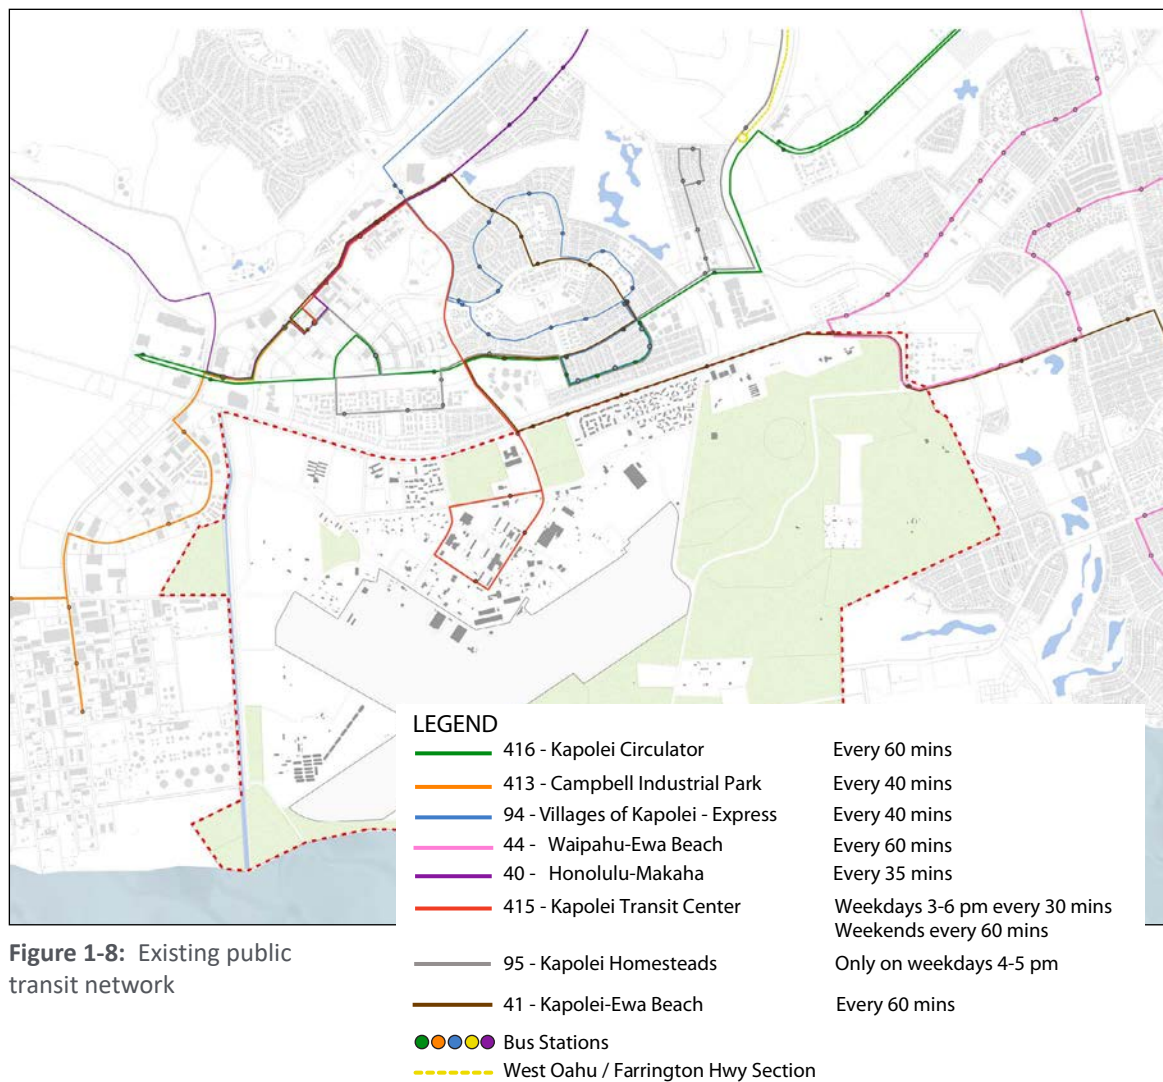 LEGEND
416 - Kapolei Circulator Every 60 mins
413 - Campbell Industrial Park Every 40 mins
94 - Villages of Kapolei - Express Every 40 mins
44 - Waipahu-Ewa Beach Every 60 mins
40 - Honolulu-Makaha Every 35 mins
415 - Kapolei Transit Center Weekdays 3-6 pm every 30 mins
Weekends every 60 mins
95 - Kapolei Homesteads Only on weekdays 4-5 pm
41 - Kapolei-Ewa Beach Every 60 mins
Bus Stations
West Oahu / Farrington Hwy Section
Figure 1-8: Existing public
transit network